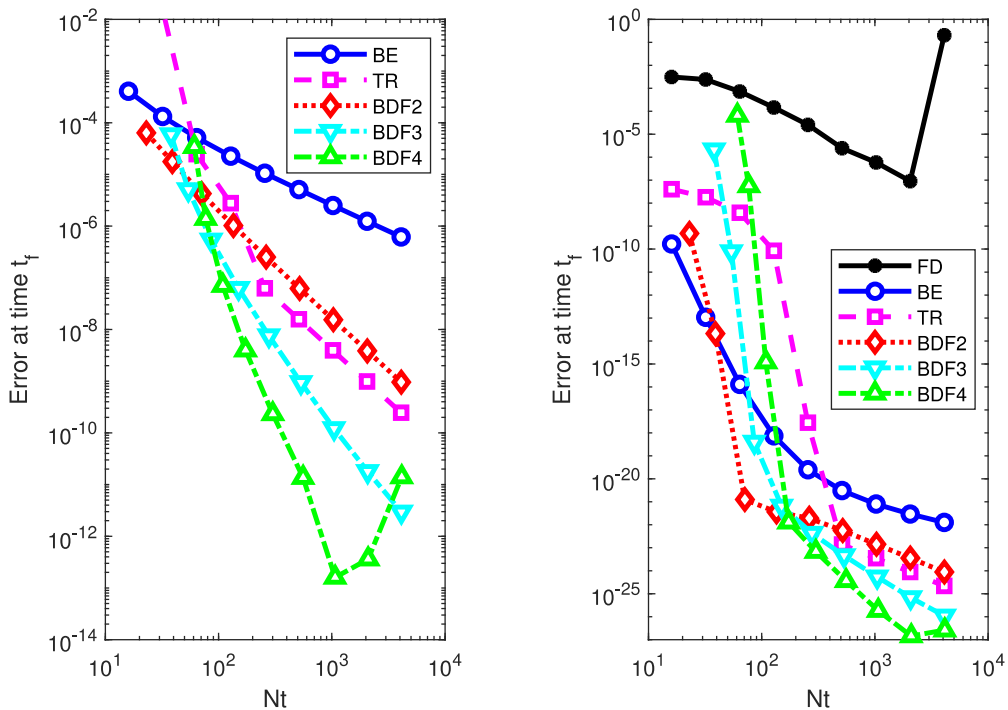 10^-2
10^-4
10^-6
10^-8
10^-10
10^-12
10^-14
Error at time t_f
10^1
10^2
10^3
10^4
Nt
BE
TR
BDF2
BDF3
BDF4
10^0
10^-5
10^-10
10^-15
10^-20
10^-25
Error at time t_f
10^1
10^2
10^3
10^4
Nt
FD
BE
TR
BDF2
BDF3
BDF4